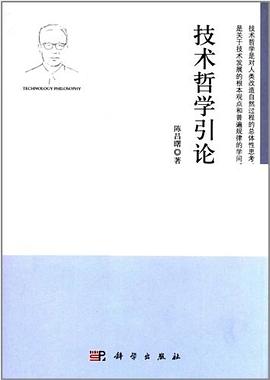 技术哲学是对人类改造自然过程的总体性思考,
是关于技术发展的根本观点和普遍规律的学问。
TECHNOLOGY PHILOSOPHY
技术哲学引论
陈昌曙 著
科学出版社